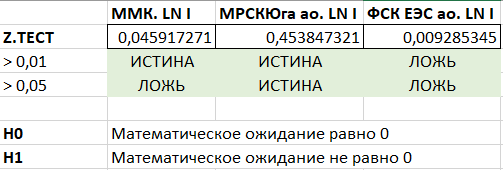 ММК. LN I МРСКЮга ао. LN I ФСК ЕЭС ао. LN I
Z.ТЕСТ 0,045917271 0,453847321 0,009285345
> 0,01 ИСТИНА ИСТИНА ЛОЖЬ
> 0,05 ЛОЖЬ ИСТИНА ЛОЖЬ
H0 Математическое ожидание равно 0
H1 Математическое ожидание не равно 0